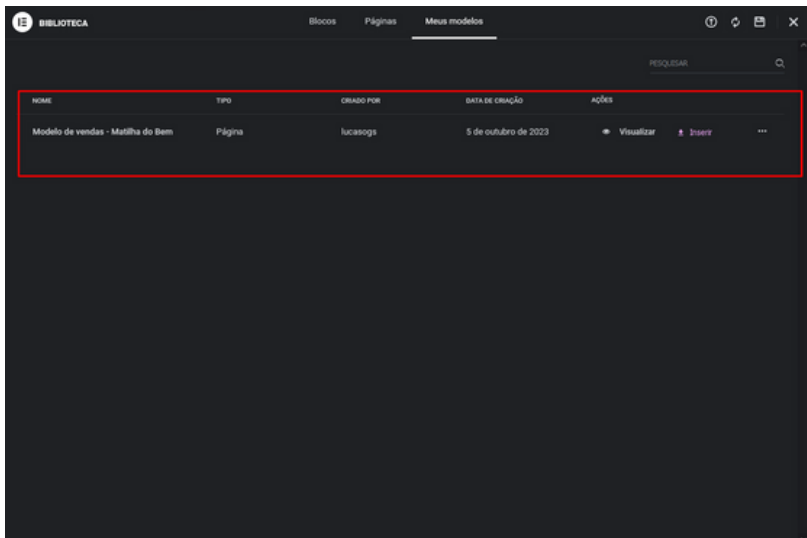 BIBLIOTECA Blocos Páginas Meus modelos
PESQUISAR
NOME TIPO CRIADO POR DATA DE CRIAÇÃO AÇÕES
Modelo de vendas - Matilha do Bem Página lucasogs 5 de outubro de 2023 Visualizar Inserir